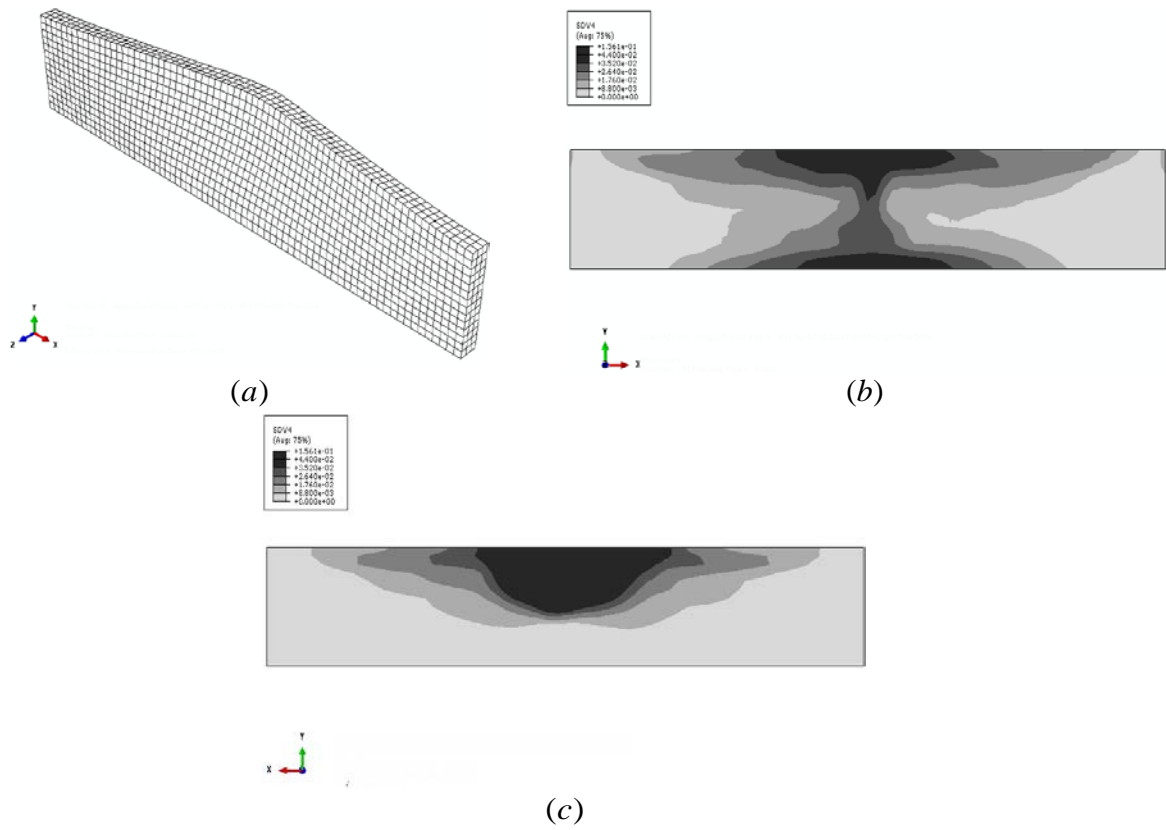 Y
Z
X
(a)
SDV4
(Avg: 75%)
+1.561e-01
+4.400e-02
+3.520e-02
+2.640e-02
+1.760e-02
+8.800e-03
+0.000e+00
Y
X
(b)
SDV4
(Avg: 75%)
+1.561e-01
+4.400e-02
+3.520e-02
+2.640e-02
+1.760e-02
+8.800e-03
+0.000e+00
Y
X
(c)